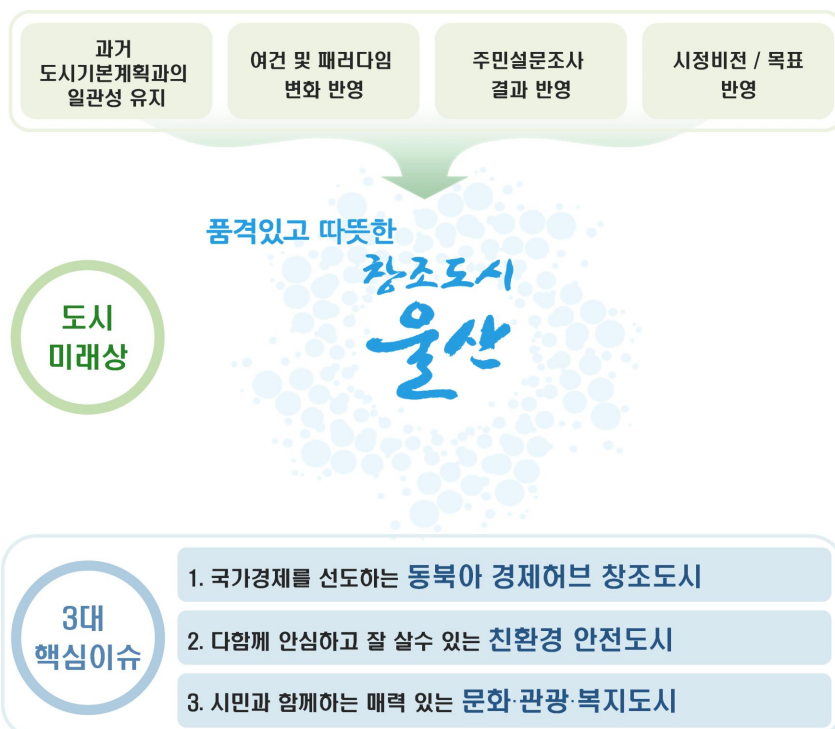 과거
도시기본계획과의
일관성 유지
여건 및 패러다임
변화 반영
주민설문조사
결과 반영
시정비전 / 목표
반영
품격있고 따뜻한
창조도시
울산
도시
미래상
3대
핵심이슈
1. 국가경제를 선도하는 동북아 경제허브 창조도시
2. 다함께 안심하고 잘 살수 있는 친환경 안전도시
3. 시민과 함께하는 매력 있는 문화·관광·복지도시